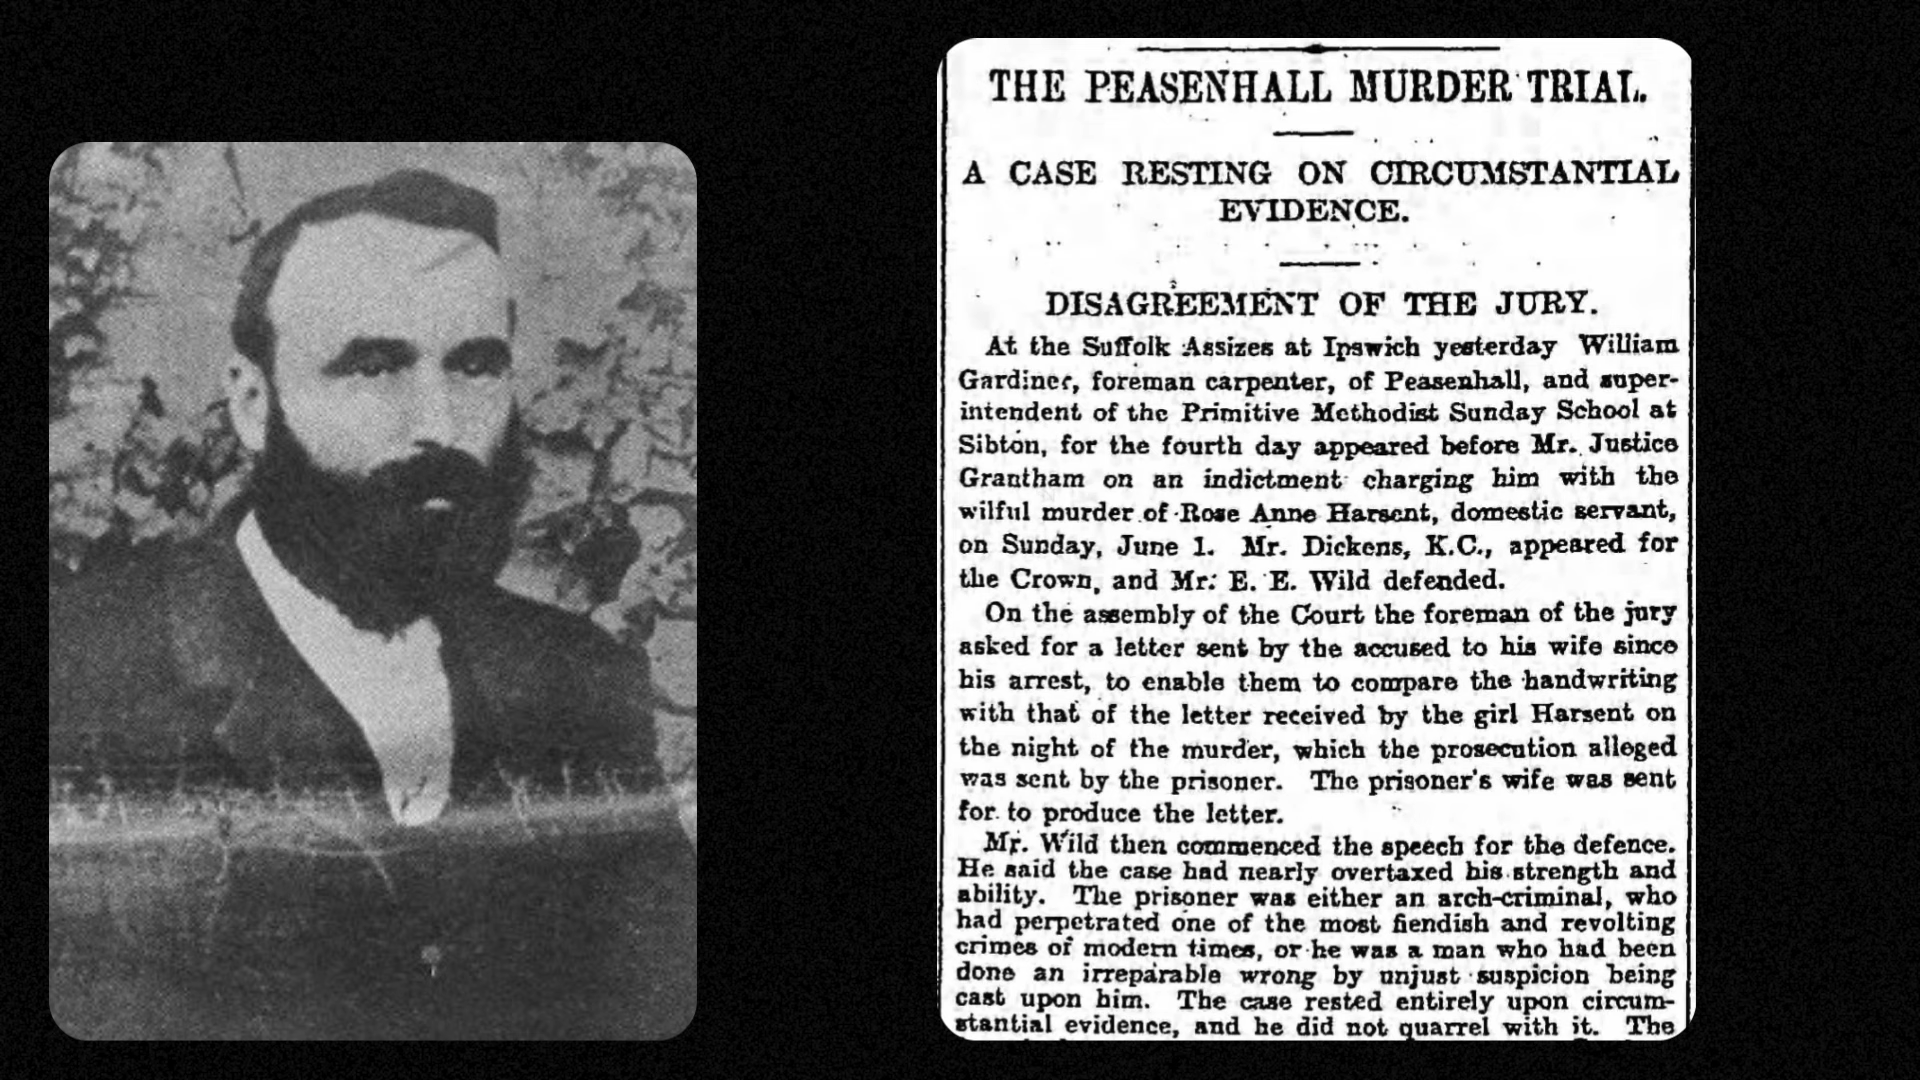 THE PEASENHALL MURDER TRIAL.
A CASE RESTING ON CIRCUMSTANTIAL
EVIDENCE.
DISAGREEMENT OF THE JURY.
At the Suffolk Assizes at Ipswich yesterday William
Gardiner, foreman carpenter, of Peasenhall, and super-
intendent of the Primitive Methodist Sunday School at
Sibton, for the fourth day appeared before Mr. Justice
Grantham on an indictment charging him with the
wilful murder of Rose Anne Harsent, domestic servant,
on Sunday, June 1. Mr. Dickens, K.C., appeared for
the Crown, and Mr. E. E. Wild defended.
On the assembly of the Court the foreman of the jury
asked for a letter sent by the accused to his wife since
his arrest, to enable them to compare the handwriting
with that of the letter received by the girl Harsent on
the night of the murder, which the prosecution alleged
was sent by the prisoner. The prisoner's wife was sent
for to produce the letter.
Mr. Wild then commenced the speech for the defence.
He said the case had nearly overtaxed his strength and
ability. The prisoner was either an arch-criminal, who
had perpetrated one of the most fiendish and revolting
crimes of modern times, or he was a man who had been
done an irreparable wrong by unjust suspicion being
cast upon him. The case rested entirely upon circum-
stantial evidence, and he did not quarrel with it. The